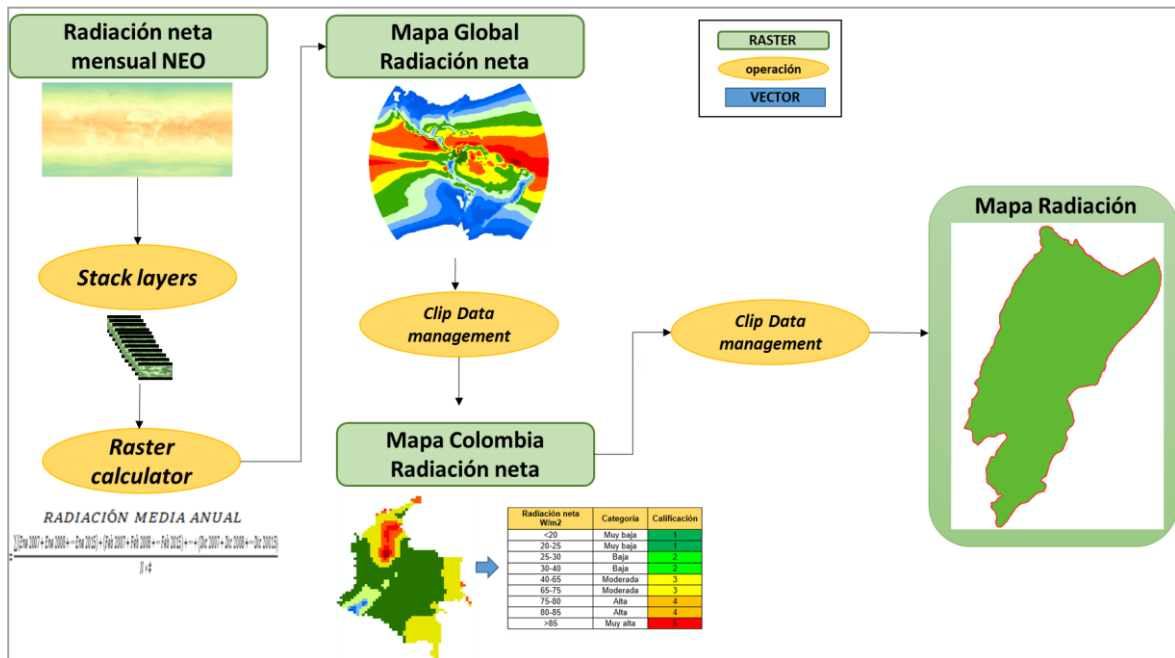 Radiación neta
mensual NEO
Stack layers
Raster
calculator
RADIACIÓN MEDIA ANUAL
Mapa Global
Radiación neta
Clip Data
management
Mapa Colombia
Radiación neta
Radiación neta W/m2 Categoría Calificación
<20 Muy baja 1
20-25 Muy baja 1
25-30 Baja 2
30-40 Baja 2
40-65 Moderada 3
65-75 Moderada 3
75-80 Alta 4
80-85 Alta 4
>85 Muy alta 5
Clip Data
management
RASTER
operación
VECTOR
Mapa Radiación